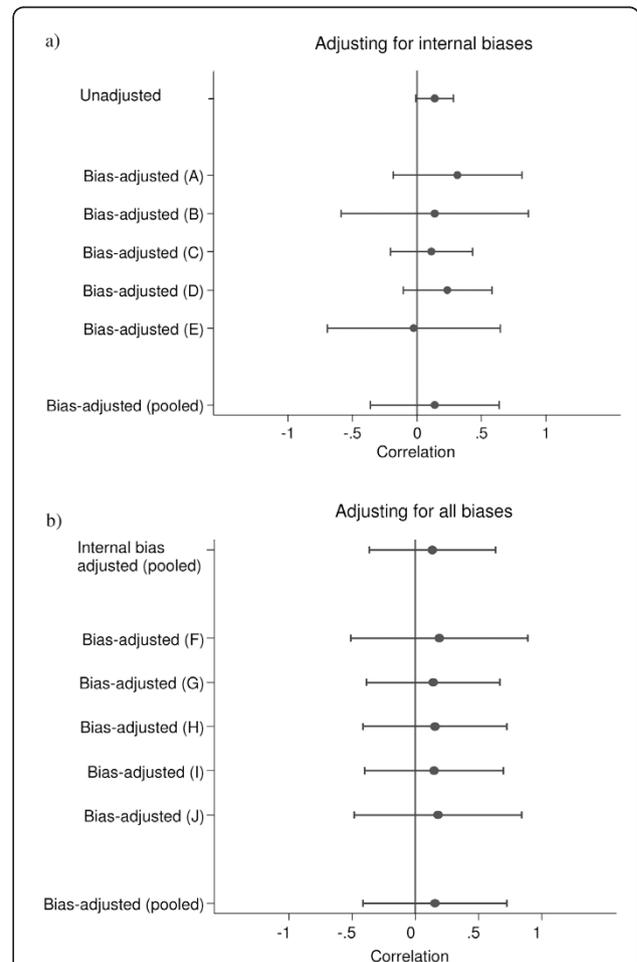 a)
Adjusting for internal biases
Unadjusted
Bias-adjusted (A)
Bias-adjusted (B)
Bias-adjusted (C)
Bias-adjusted (D)
Bias-adjusted (E)
Bias-adjusted (pooled)
-1 -.5 0 .5 1
Correlation
b)
Adjusting for all biases
Internal bias
adjusted (pooled)
Bias-adjusted (F)
Bias-adjusted (G)
Bias-adjusted (H)
Bias-adjusted (I)
Bias-adjusted (J)
Bias-adjusted (pooled)
-1 -.5 0 .5 1
Correlation